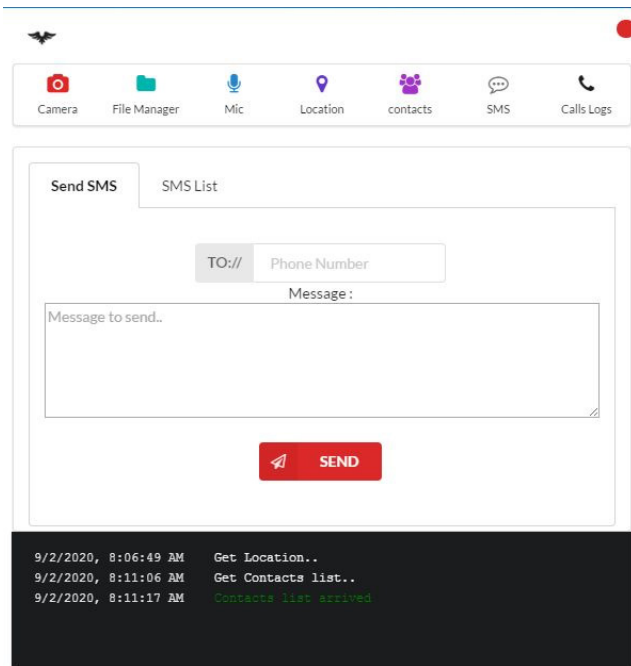 Camera File Manager Mic Location contacts SMS Calls Logs
Send SMS SMS List
TO:// Phone Number
Message :
Message to send..
SEND
9/2/2020, 8:06:49 AM Get Location..
9/2/2020, 8:11:06 AM Get Contacts list..
9/2/2020, 8:11:17 AM Contacts list arrived